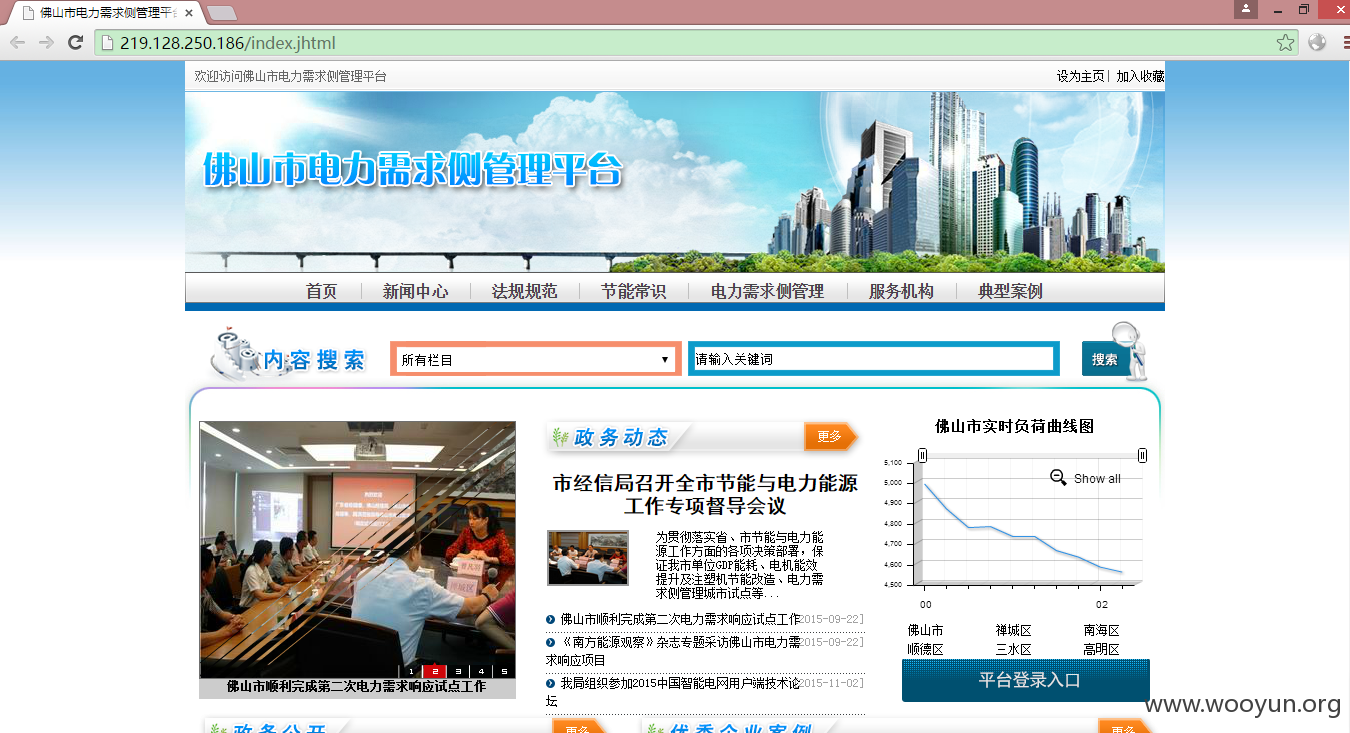 佛山市电力需求侧管理平
219.128.250.186/index.jhtml
欢迎访问佛山市电力需求侧管理平台
设为主页| 加入收藏
佛山市电力需求侧管理平台
首页 新闻中心 法规规范 节能常识 电力需求侧管理 服务机构 典型案例
内容搜索 所有栏目 请输入关键词 搜索
1 2 3 4 5
佛山市顺利完成第二次电力需求响应试点工作
政务动态 更多
市经信局召开全市节能与电力能源
工作专项督导会议
为贯彻落实省、市节能与电力能
源工作方面的各项决策部署，保
证我市单位GDP能耗、电机能效
提升及注塑机节能改造、电力需
求侧管理城市试点等...
佛山市顺利完成第二次电力需求响应试点工作 2015-09-22]
《南方能源观察》杂志专题采访佛山市电力需 2015-09-22]
求响应项目
我局组织参加2015中国智能电网用户端技术论 2015-11-02]
坛
佛山市实时负荷曲线图
Show all
5,100
5,000
4,900
4,800
4,700
4,600
4,500
00 02
佛山市 禅城区 南海区
顺德区 三水区 高明区
平台登录入口
www.wooyun.org
政务公开 更多
优秀企业案例 更多